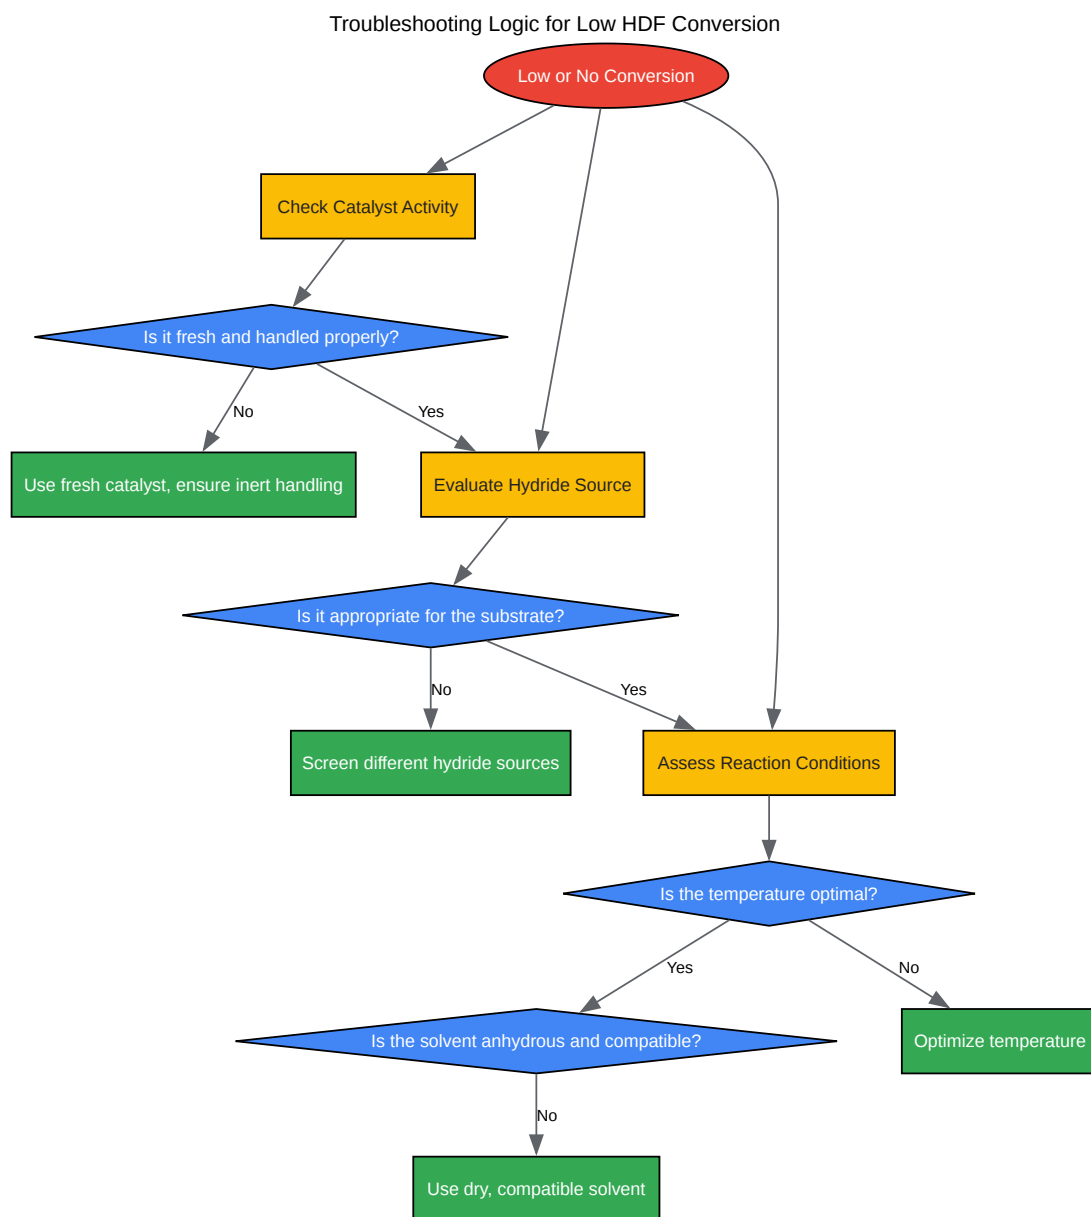 Troubleshooting Logic for Low HDF Conversion
Low or No Conversion
Check Catalyst Activity
Is it fresh and handled properly?
No
Yes
Use fresh catalyst, ensure inert handling
Evaluate Hydride Source
Is it appropriate for the substrate?
No
Yes
Screen different hydride sources
Assess Reaction Conditions
Is the temperature optimal?
Yes
No
Is the solvent anhydrous and compatible?
Optimize temperature
No
Use dry, compatible solvent